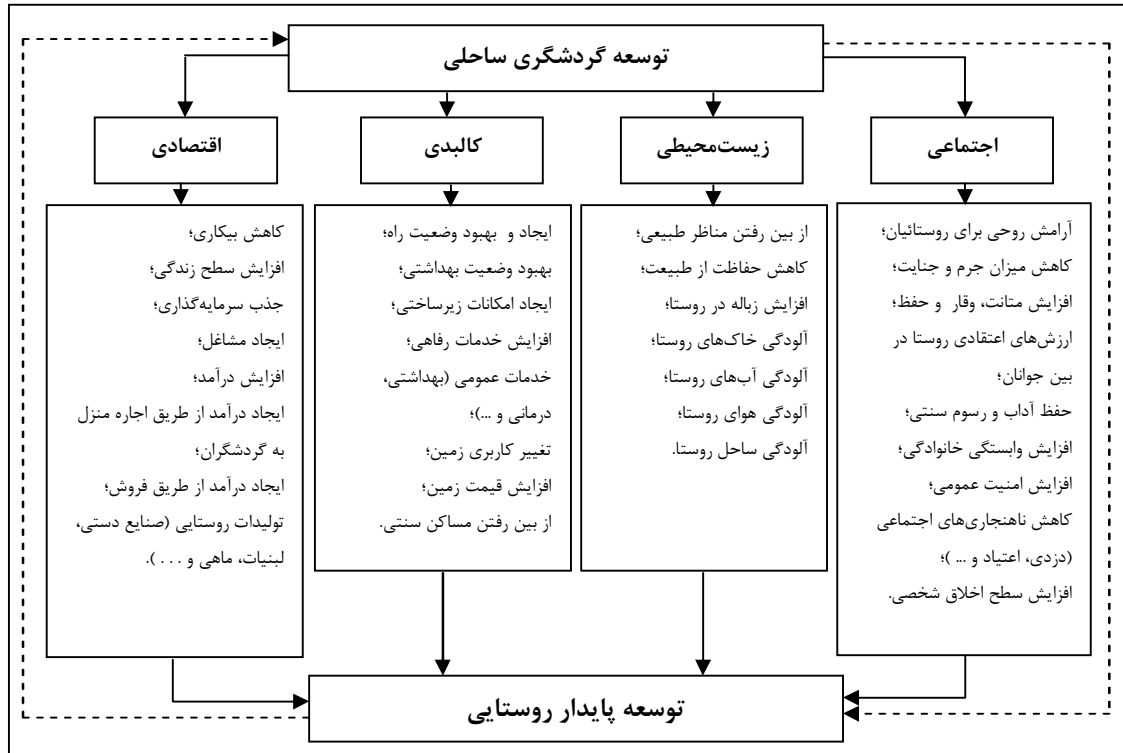 توسعه گردشگری ساحلی
اجتماعی
زیست‌محیطی
کالبدی
اقتصادی
آرامش روحی برای روستائیان؛
کاهش میزان جرم و جنایت؛
افزایش متانت، وقار و حفظ؛
ارزش‌های اعتقادی روستا در
بین جوانان؛
حفظ آداب و رسوم سنتی؛
افزایش وابستگی خانوادگی؛
افزایش امنیت عمومی؛
کاهش ناهنجاری‌های اجتماعی
(دزدی، اعتیاد و ... )؛
افزایش سطح اخلاق شخصی.
از بین رفتن مناظر طبیعی؛
کاهش حفاظت از طبیعت؛
افزایش زباله در روستا؛
آلودگی خاک‌های روستا؛
آلودگی آب‌های روستا؛
آلودگی هوای روستا؛
آلودگی ساحل روستا.
ایجاد و بهبود وضعیت راه؛
بهبود وضعیت بهداشتی؛
ایجاد امکانات زیرساختی؛
افزایش خدمات رفاهی؛
خدمات عمومی (بهداشتی،
درمانی و ...)؛
تغییر کاربری زمین؛
افزایش قیمت زمین؛
از بین رفتن مساکن سنتی.
کاهش بیکاری؛
افزایش سطح زندگی؛
جذب سرمایه‌گذاری؛
ایجاد مشاغل؛
افزایش درآمد؛
ایجاد درآمد از طریق اجاره منزل
به گردشگران؛
ایجاد درآمد از طریق فروش؛
تولیدات روستایی (صنایع دستی،
لبنیات، ماهی و . . . ).
توسعه پایدار روستایی